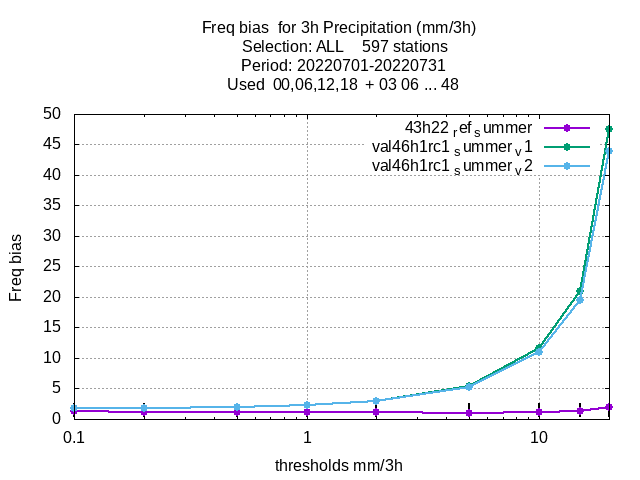 Freq bias  for 3h Precipitation (mm/3h)
Selection: ALL    597 stations
Period: 20220701-20220731
Used  00,06,12,18  + 03 06 ... 48
50
45
40
35
30
25
20
15
10
5
0
0.1
1
10
43h22 ref summer
val46h1rc1 summer v1
val46h1rc1 summer v2
Freq bias
thresholds mm/3h